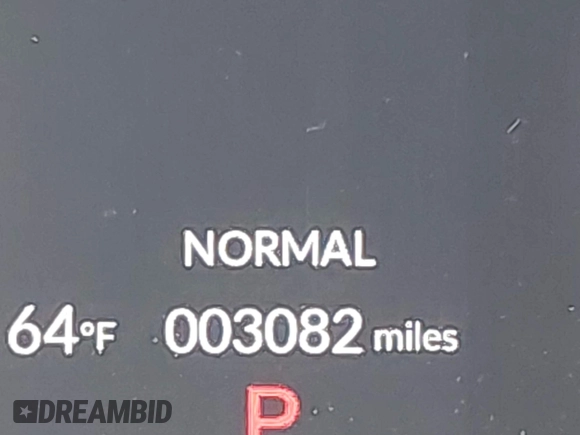 NORMAL
64°F 003082 miles
P
DREAMBID